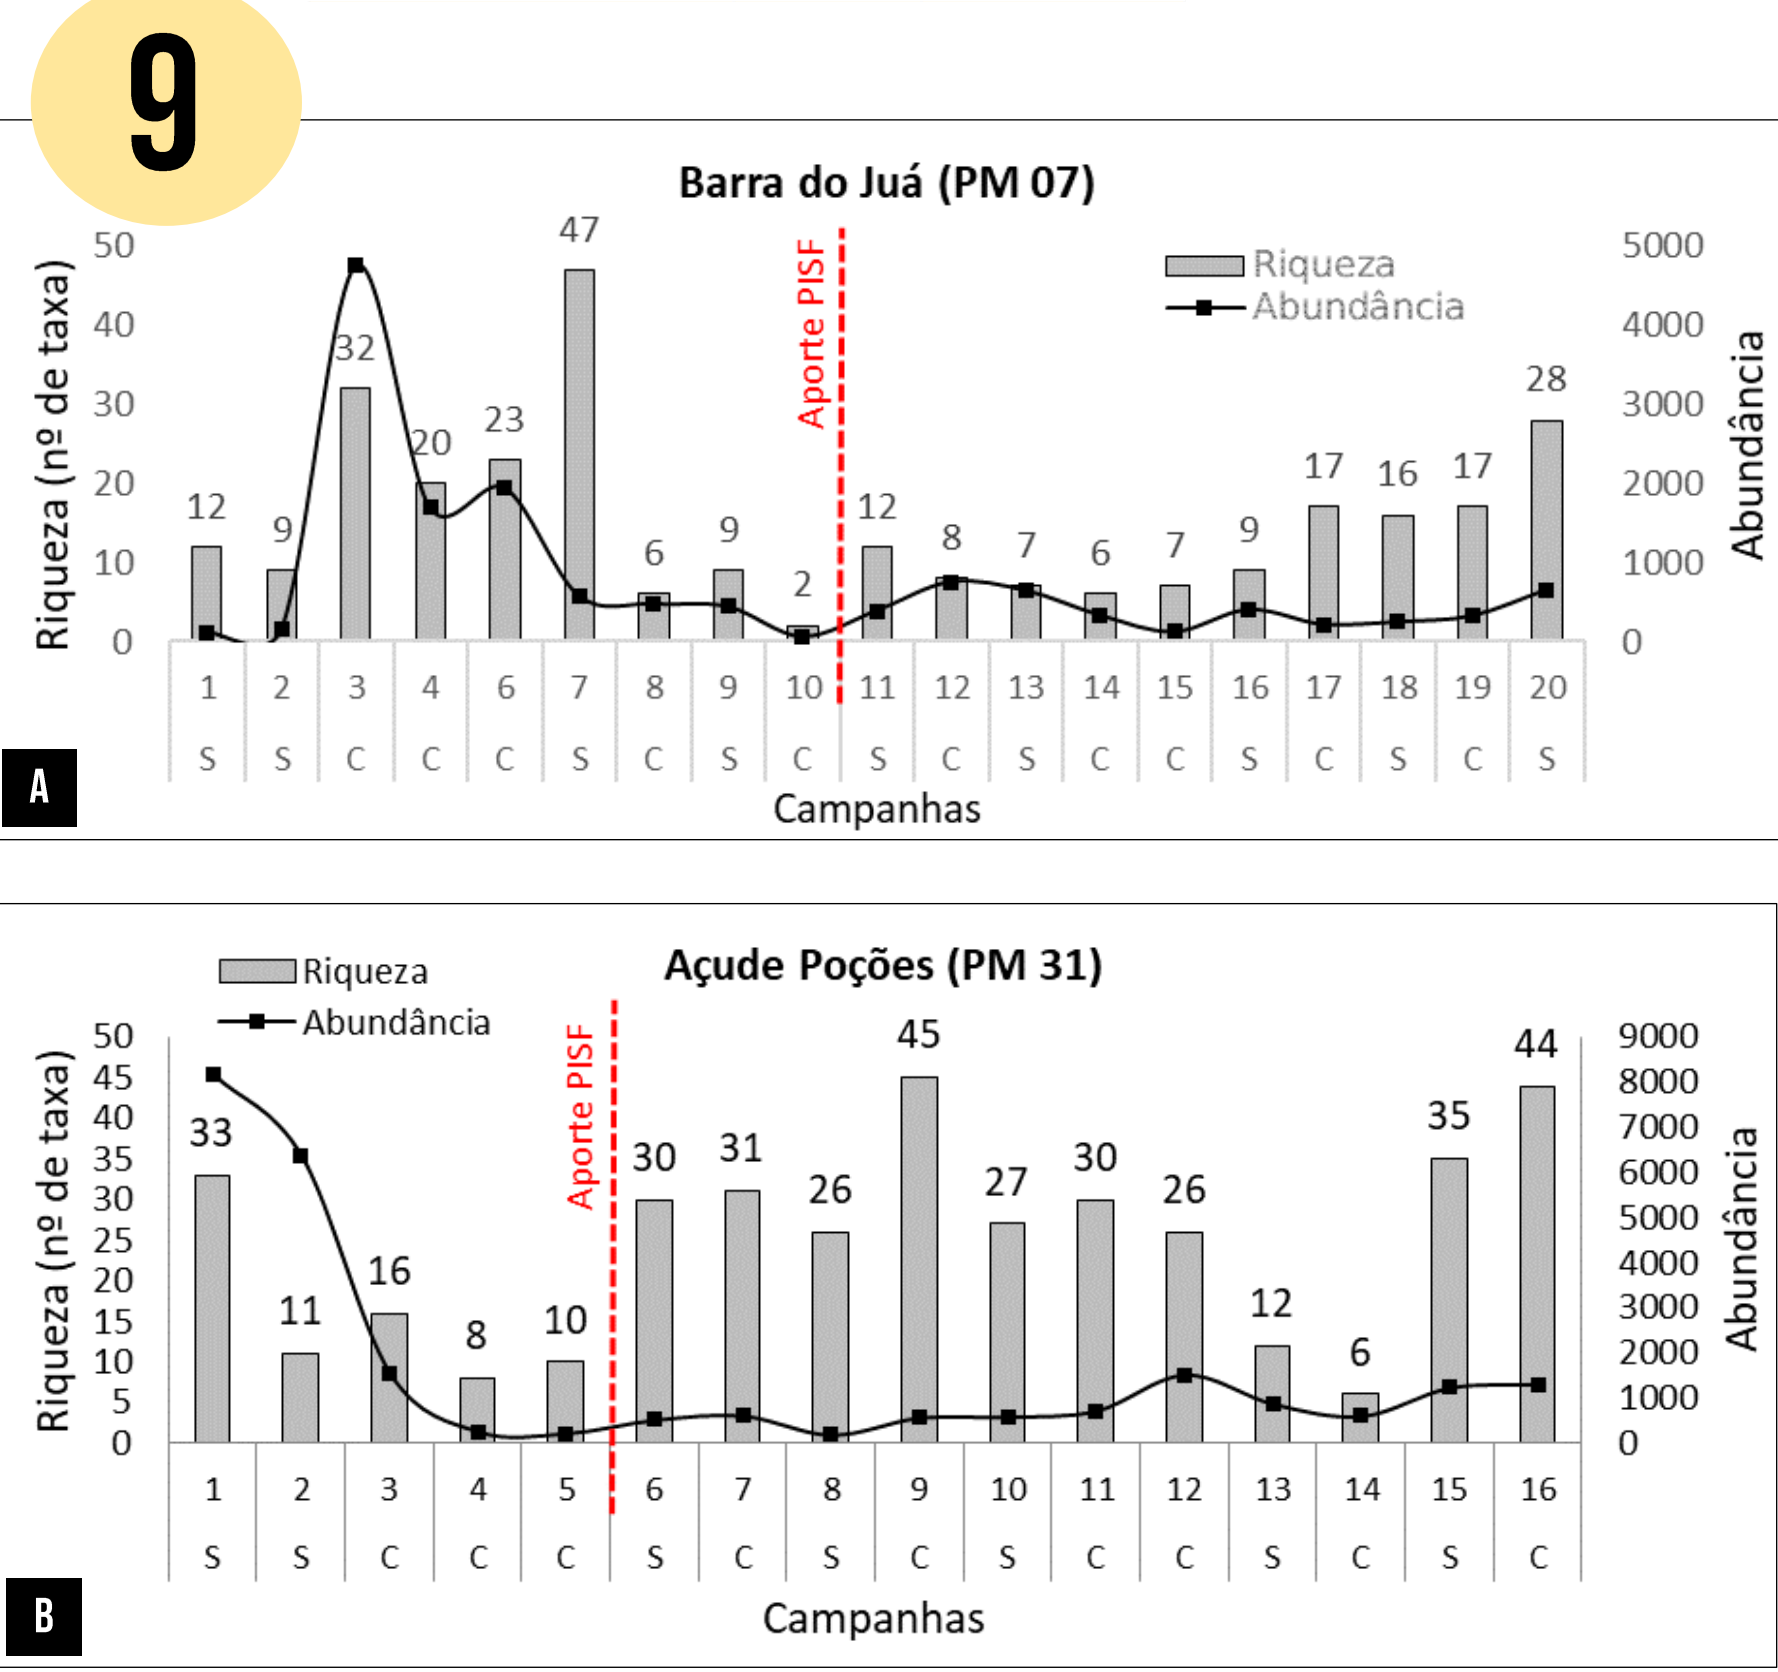 9
Barra do Juá (PM 07)
Riqueza (nº de taxa)
50
40
30
20
10
0
Aporte PISF
Riqueza
Abundância
5000
4000
3000
2000
1000
0
Abundância
12 9 32 20 23 47 6 9 2 12 8 7 6 7 9 17 16 17 28
1 2 3 4 6 7 8 9 10 11 12 13 14 15 16 17 18 19 20
S S C C C S C S C S C S C C S C S C S
Campanhas
A
Açude Poções (PM 31)
Riqueza
Abundância
Riqueza (nº de taxa)
50
45
40
35
30
25
20
15
10
5
0
Aporte PISF
9000
8000
7000
6000
5000
4000
3000
2000
1000
0
Abundância
33 11 16 8 10 30 31 26 45 27 30 26 12 6 35 44
1 2 3 4 5 6 7 8 9 10 11 12 13 14 15 16
S S C C C S C S C S C C S C S C
Campanhas
B